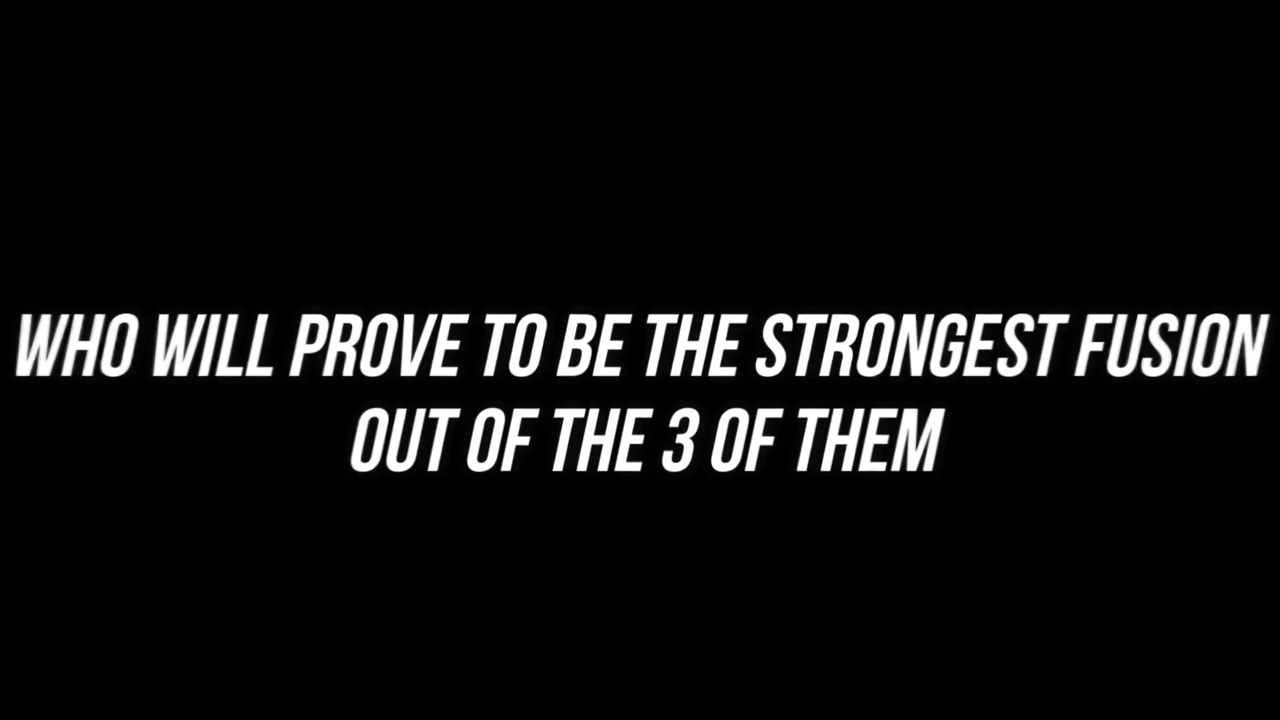 WHO WILL PROVE TO BE THE STRONGEST FUSION
OUT OF THE 3 OF THEM